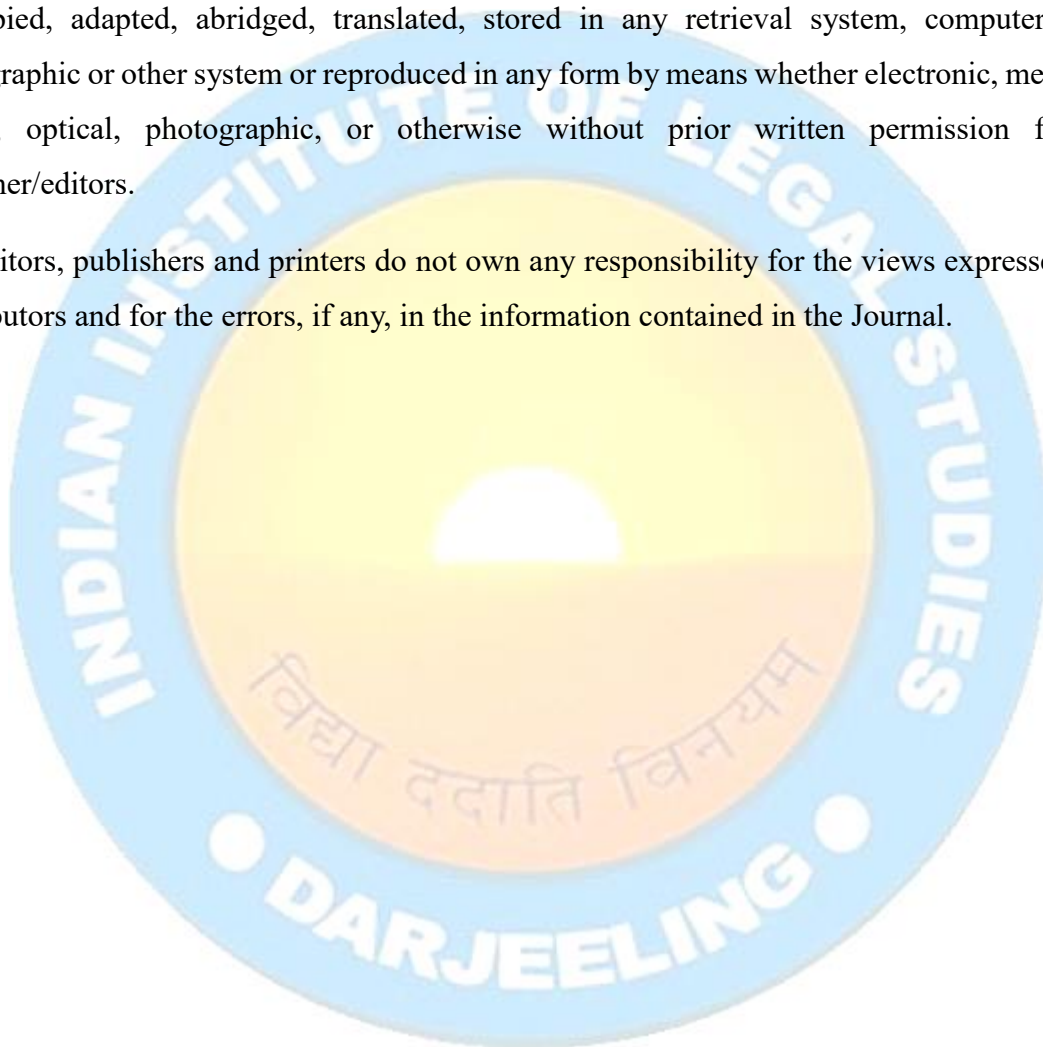 pied, adapted, abridged, translated, stored in any retrieval system, computer
graphic or other system or reproduced in any form by means whether electronic, me
optical, photographic, or otherwise without prior written permission f
her/editors.
itors, publishers and printers do not own any responsibility for the views express
butors and for the errors, if any, in the information contained in the Journal.
INDIAN INSTITUTE OF LEGAL STUDIES
विद्या ददाति विनयम
DARJEELING